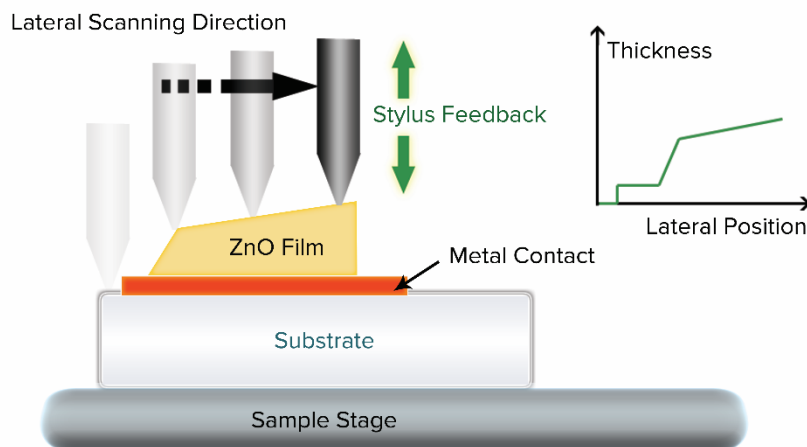 Lateral Scanning Direction
Thickness
Stylus Feedback
Lateral Position
ZnO Film
Metal Contact
Substrate
Sample Stage